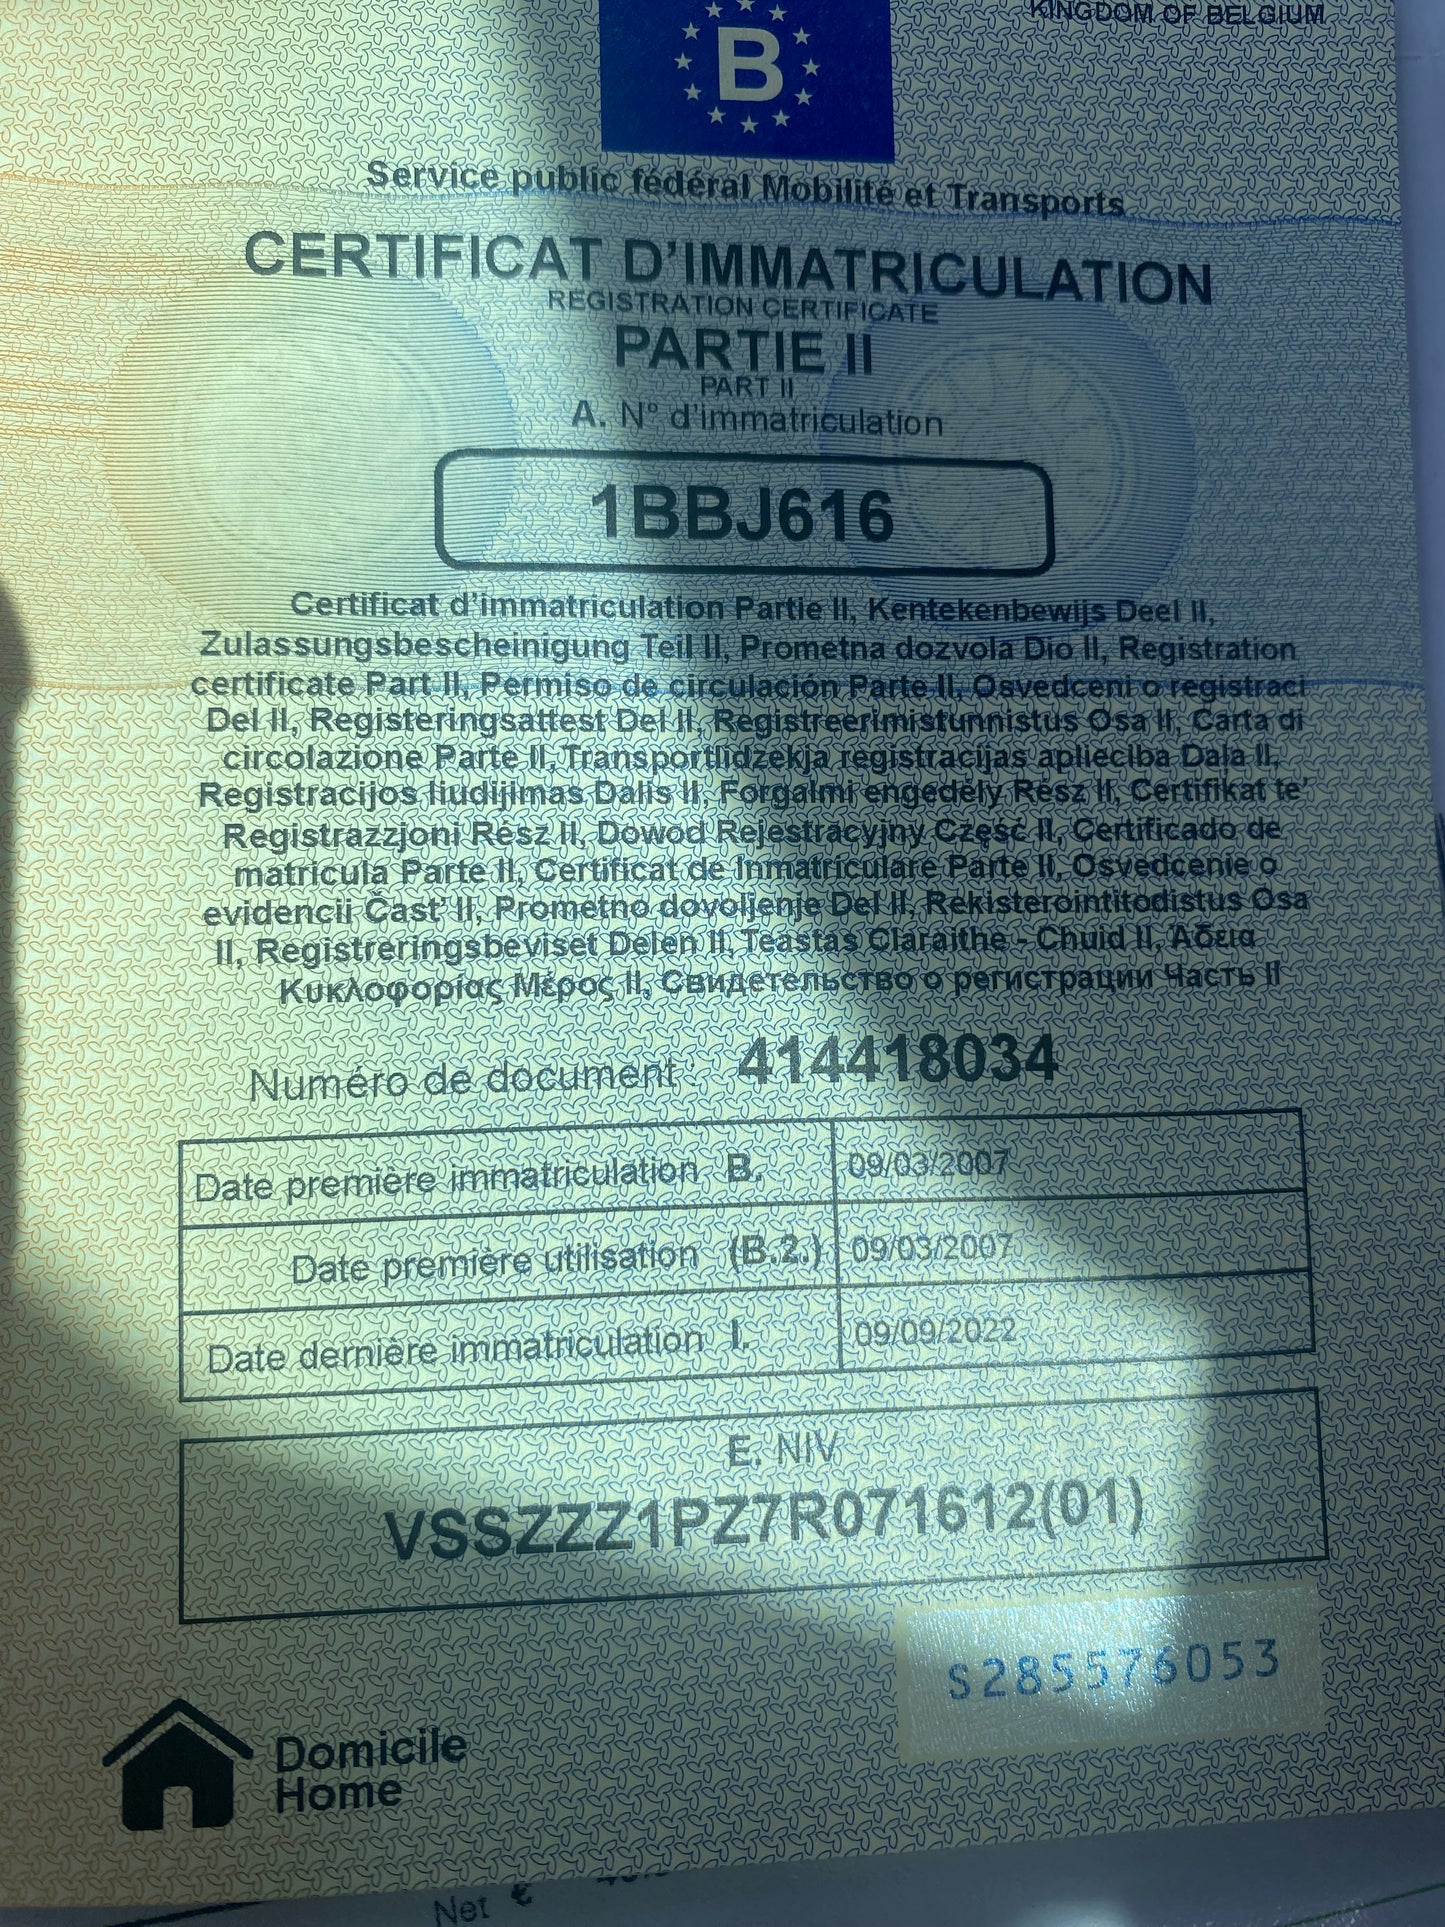 KINGDOM OF BELGIUM
B
Service public fédéral Mobilité et Transports
CERTIFICAT D'IMMATRICULATION
REGISTRATION CERTIFICATE
PARTIE II
PART II
A. N° d'immatriculation
1BBJ616
Certificat d'immatriculation Partie II, Kentekenbewijs Deel II,
Zulassungsbescheinigung Teil II, Prometna dozvola Dio II, Registration
certificate Part II, Permiso de circulación Parte II, Osvedceni o registraci
Del II, Registeringsattest Del II, Registreerimistunnistus Osa II, Carta di
circolazione Parte II, Transportlidzekja registracijas apliecība Daļa II,
Registracijos liudijimas Dalis II, Forgalmi engedély Rész II, Certifikat te'
Registrazzjoni Rész II, Dowod Rejestracyjny Część II, Certificado de
matricula Parte II, Certificat de Inmatriculare Parte II, Osvedcenie o
evidencii Čast' II, Prometno dovoljenje Del II, Rekisterointitodistus Osa
II, Registreringsbeviset Delen II, Teastas Claraithe - Chuid II, Άδεια
Κυκλοφορίας Μέρος II, Свидетельство о регистрации Часть II
Numéro de document : 414418034
Date première immatriculation B. 09/03/2007
Date première utilisation (B.2.) 09/03/2007
Date dernière immatriculation I. 09/09/2022
E. NIV
VSSZZZ1PZ7R071612(01)
S285576053
Domicile
Home
Net €